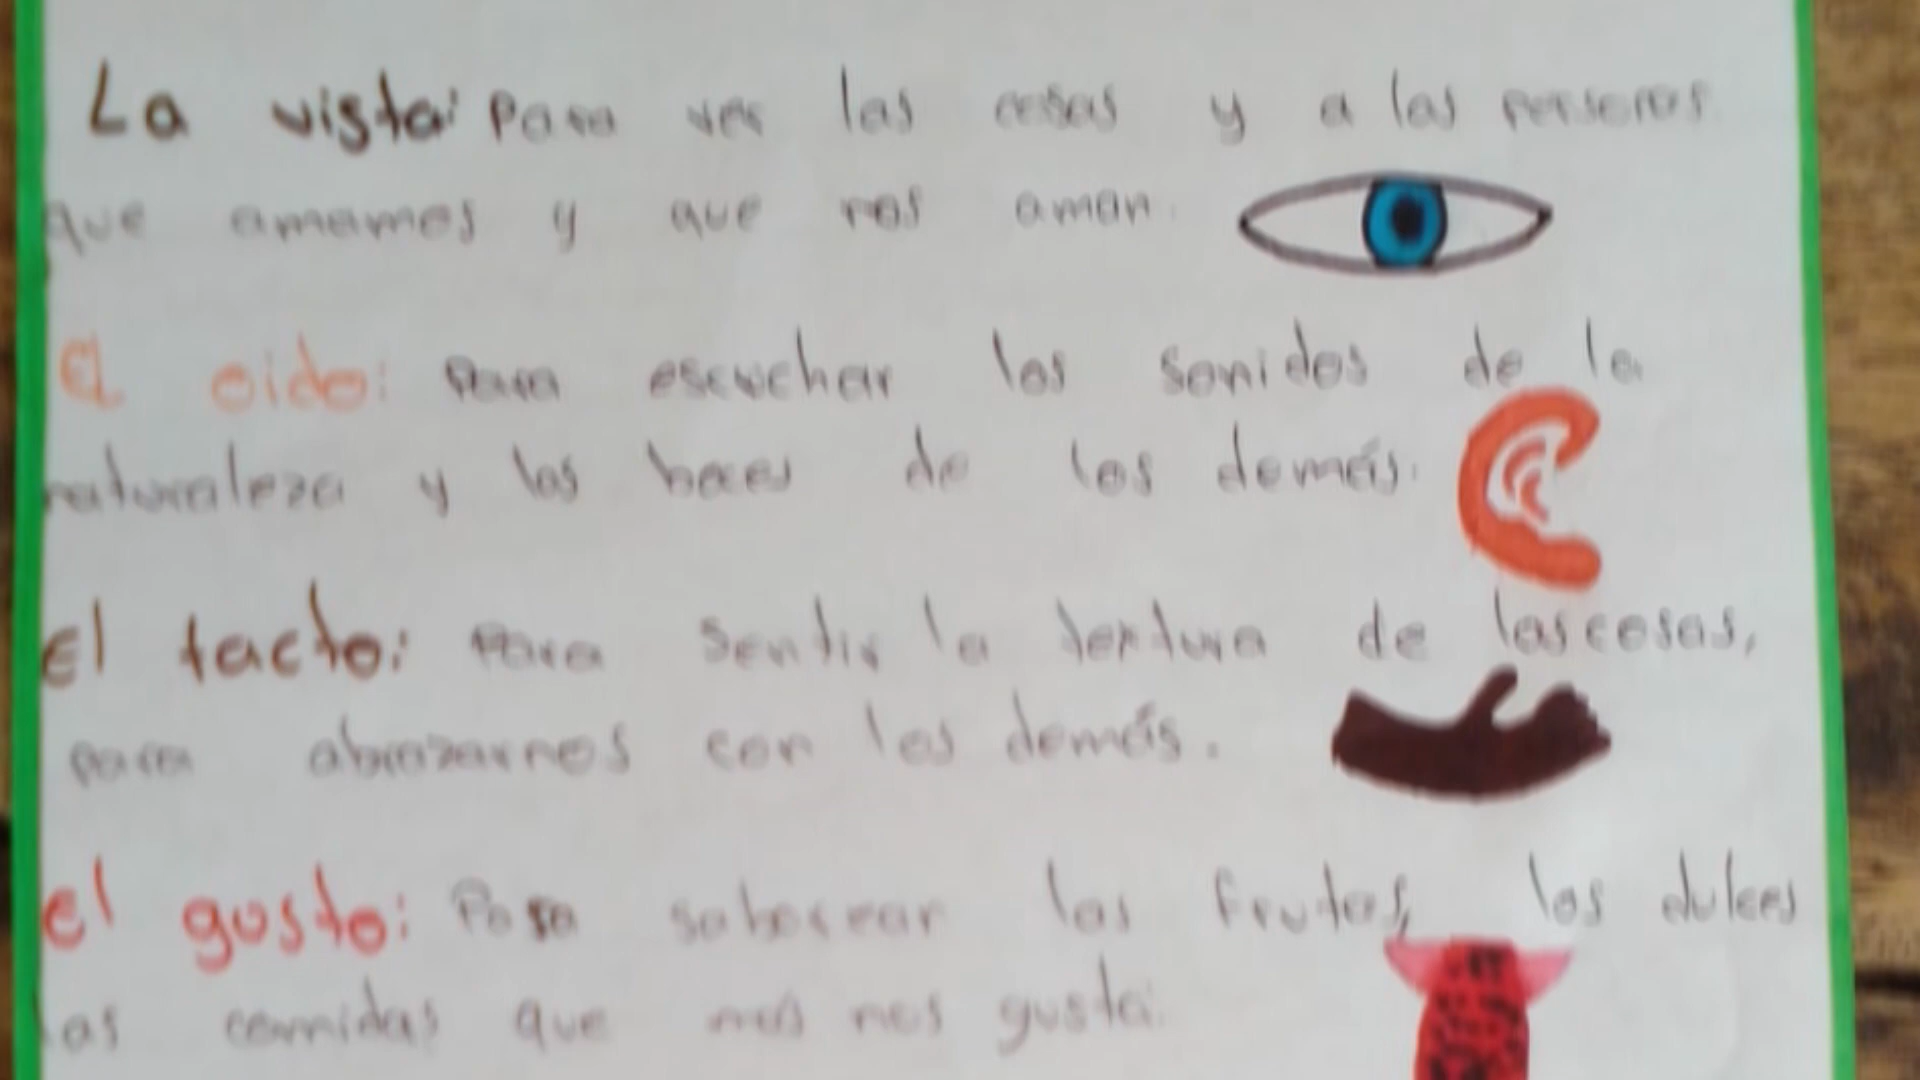 La vista: Para ver las cosas y a las personas
que amamos y que nos aman.
El oido: Para escuchar los sonidos de la
naturaleza y las boces de los demás.
El tacto: Para sentir la textura de las cosas,
para abrazarnos con los demás.
El gusto: Para saborear las frutas, los dulces
las comidas que más nos gusta.